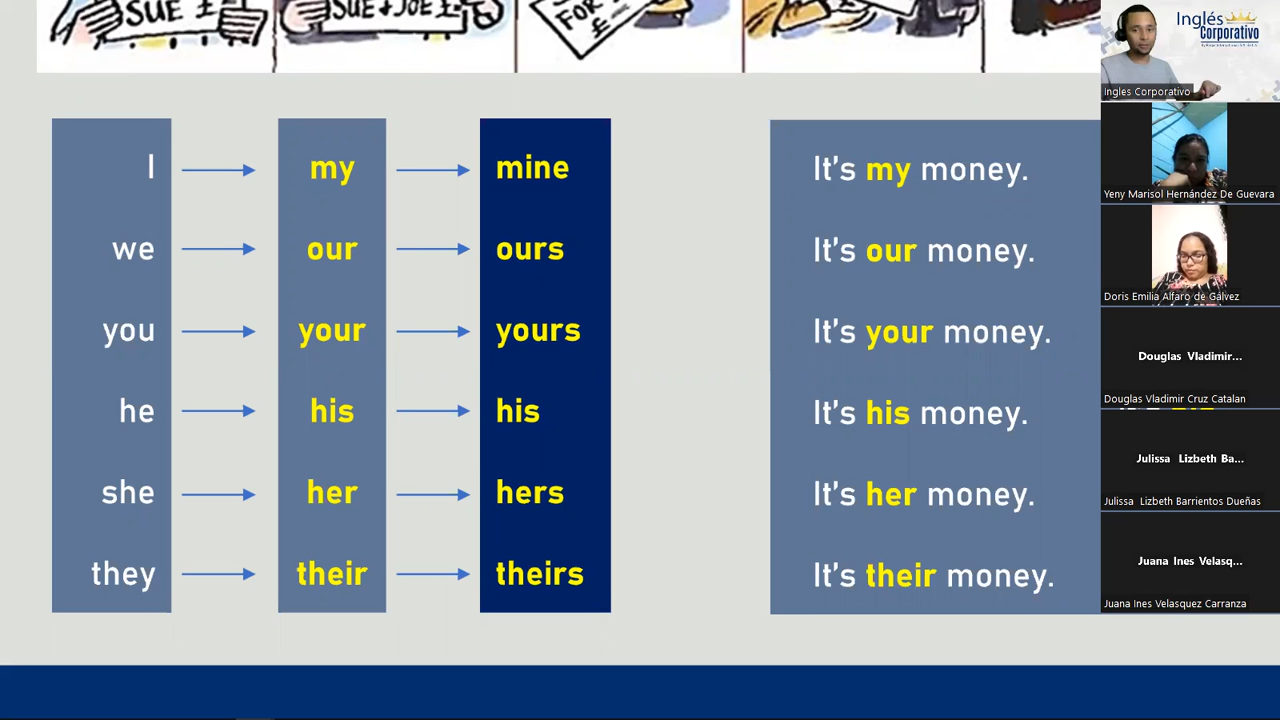 SUE £
SUE + JOE £
FOR
£
I my mine
we our ours
you your yours
he his his
she her hers
they their theirs
It's my money.
It's our money.
It's your money.
It's his money.
It's her money.
It's their money.
Inglés
Corporativo
Ingles Corporativo
Yeny Marisol Hernández De Guevara
Doris Emilia Alfaro de Gálvez
Douglas Vladimir...
Douglas Vladimir Cruz Catalan
Julissa Lizbeth Ba...
Julissa Lizbeth Barrientos Dueñas
Juana Ines Velasq...
Juana Ines Velasquez Carranza